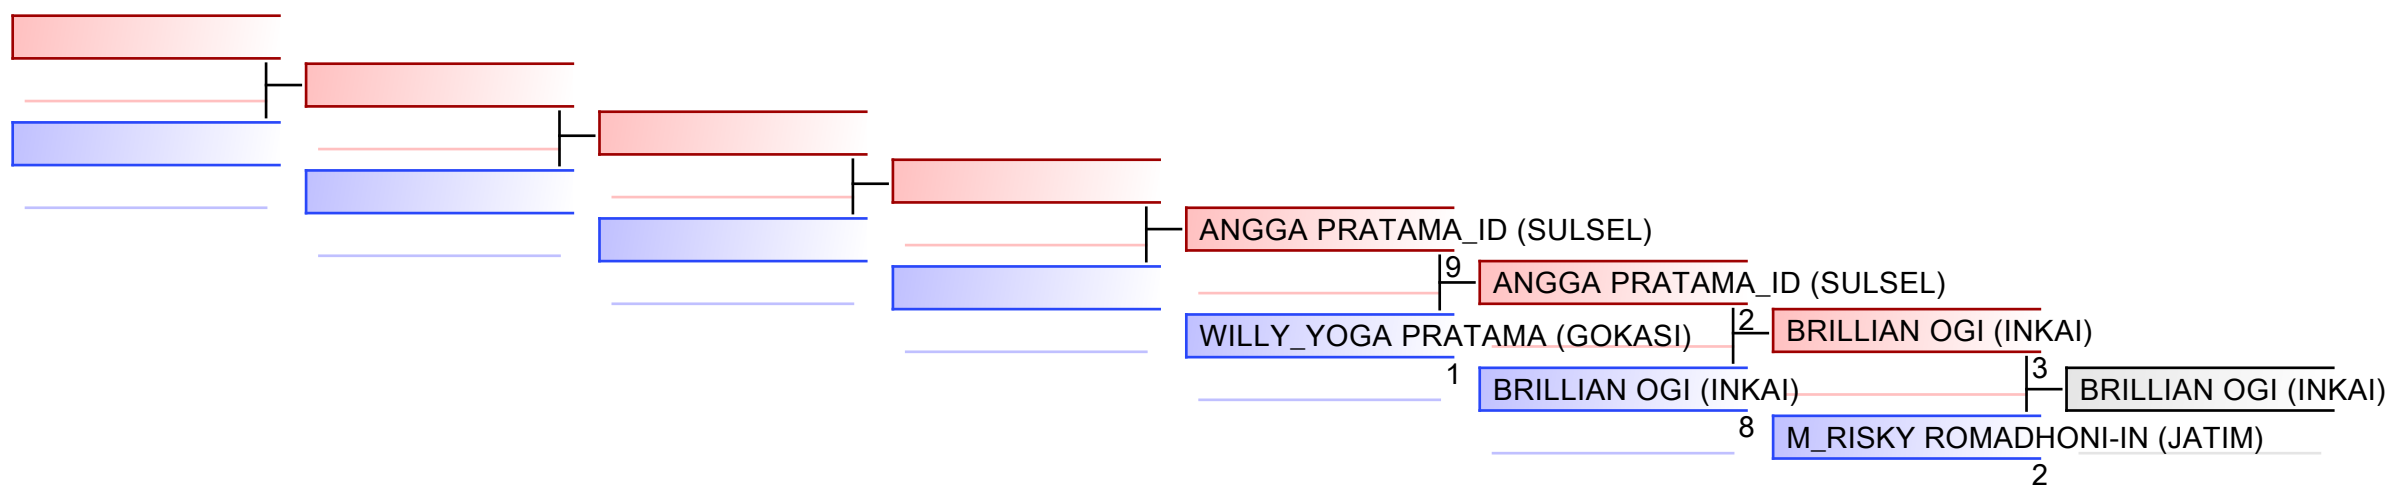 ANGGA PRATAMA_ID (SULSEL)
9
ANGGA PRATAMA_ID (SULSEL)
WILLY_YOGA PRATAMA (GOKASI)
1
2
BRILLIAN OGI (INKAI)
BRILLIAN OGI (INKAI)
8
3
BRILLIAN OGI (INKAI)
M_RISKY ROMADHONI-IN (JATIM)
2